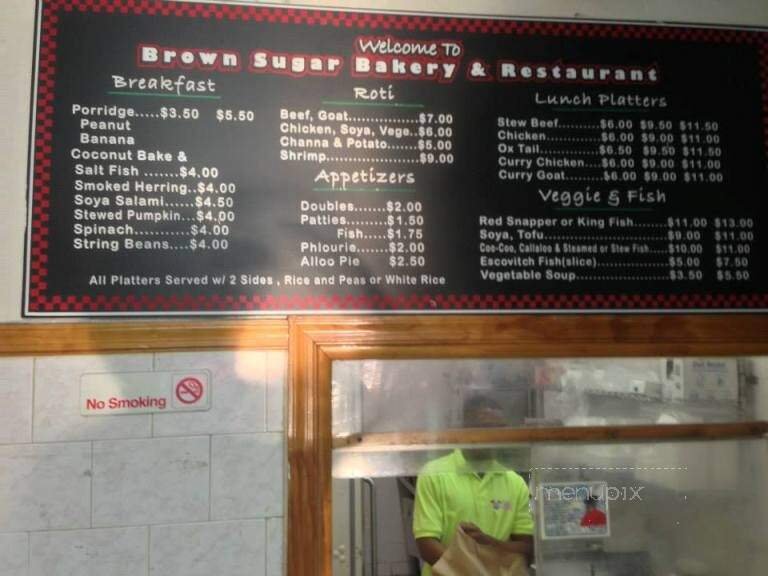 Welcome To
Brown Sugar Bakery & Restaurant
Breakfast
Porridge.....$3.50 $5.50
Peanut
Banana
Coconut Bake &
Salt Fish ......$4.00
Smoked Herring..$4.00
Soya Salami......$4.50
Stewed Pumpkin...$4.00
Spinach..........$4.00
String Beans....$4.00
Roti
Beef, Goat...............$7.00
Chicken, Soya, Vege..$6.00
Channa & Potato......$5.00
Shrimp...................$9.00
Appetizers
Doubles.......$2.00
Patties.......$1.50
Fish....$1.75
Phlourie......$2.00
Alloo Pie $2.50
Lunch Platters
Stew Beef..........$6.00 $9.50 $11.50
Chicken.............$6.00 $9.00 $11.00
Ox Tail..............$6.50 $9.50 $11.50
Curry Chicken....$6.00 $9.00 $11.00
Curry Goat........$6.00 $9.00 $11.00
Veggie & Fish
Red Snapper or King Fish.......$11.00 $13.00
Soya, Tofu.........................$9.00 $11.00
Coo-Coo, Callaloo & Steamed or Stew Fish.....$10.00 $11.00
Escovitch Fish(slice)..............$5.00 $7.50
Vegetable Soup...................$3.50 $5.50
All Platters Served w/ 2 Sides , Rice and Peas or White Rice
No Smoking
menupix